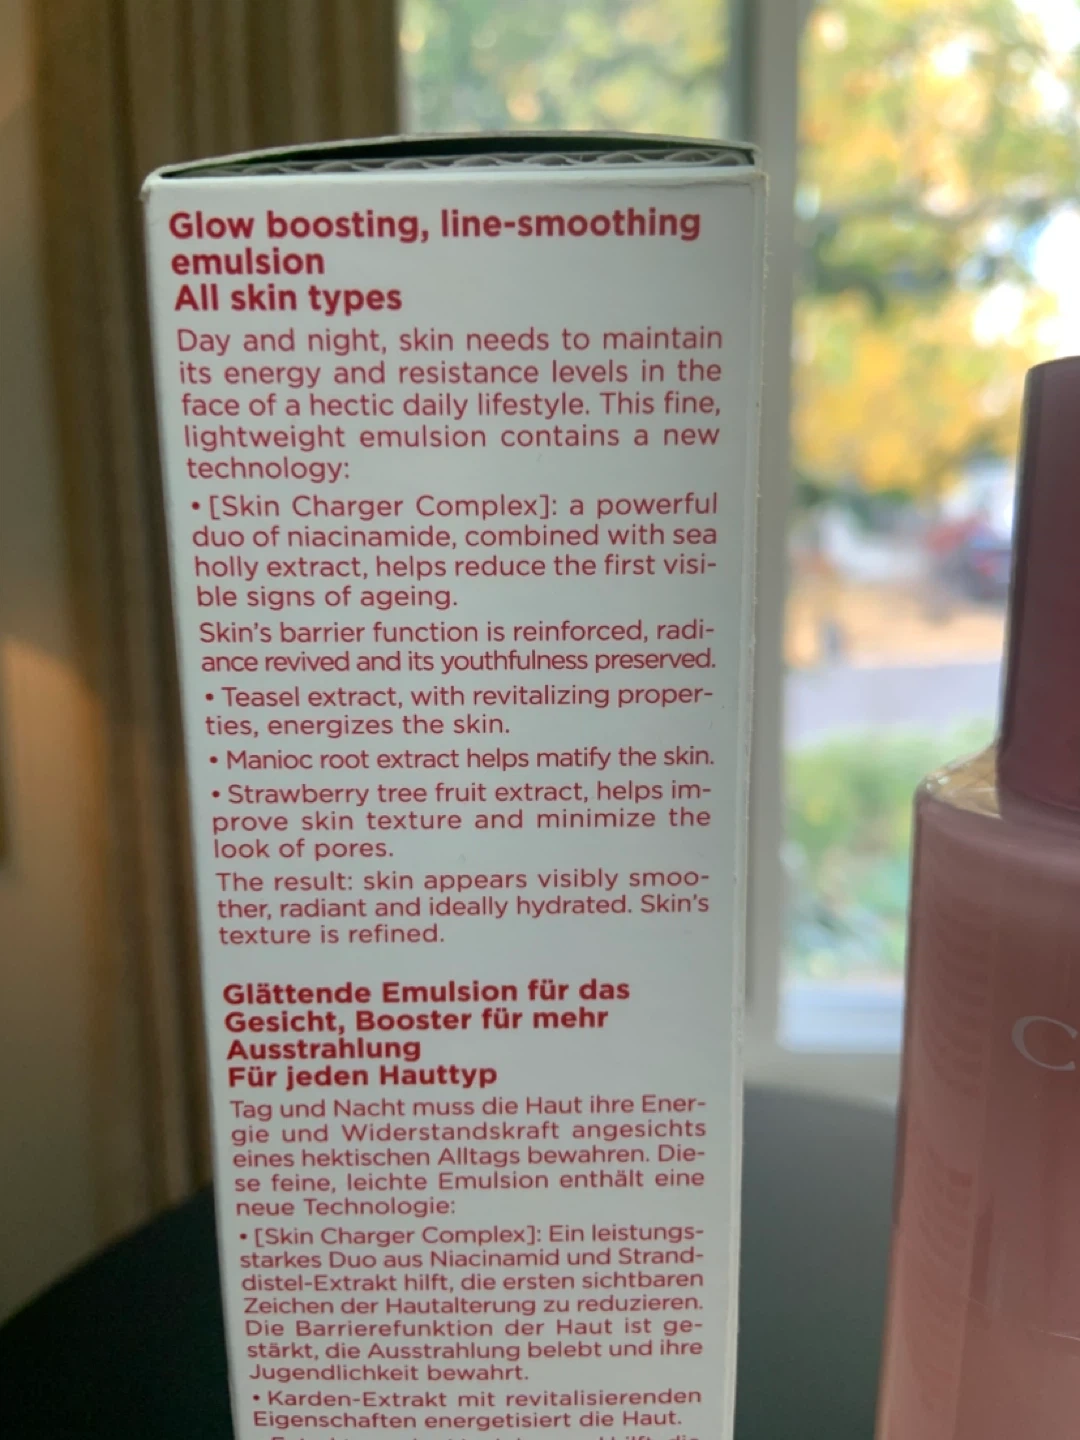 Glow boosting, line-smoothing
emulsion
All skin types
Day and night, skin needs to maintain
its energy and resistance levels in the
face of a hectic daily lifestyle. This fine,
lightweight emulsion contains a new
technology:
• [Skin Charger Complex]: a powerful
duo of niacinamide, combined with sea
holly extract, helps reduce the first visi-
ble signs of ageing.
Skin's barrier function is reinforced, radi-
ance revived and its youthfulness preserved.
• Teasel extract, with revitalizing proper-
ties, energizes the skin.
• Manioc root extract helps matify the skin.
• Strawberry tree fruit extract, helps im-
prove skin texture and minimize the
look of pores.
The result: skin appears visibly smoo-
ther, radiant and ideally hydrated. Skin's
texture is refined.
Glättende Emulsion für das
Gesicht, Booster für mehr
Ausstrahlung
Für jeden Hauttyp
Tag und Nacht muss die Haut ihre Ener-
gie und Widerstandskraft angesichts
eines hektischen Alltags bewahren. Die-
se feine, leichte Emulsion enthält eine
neue Technologie:
• [Skin Charger Complex]: Ein leistungs-
starkes Duo aus Niacinamid und Strand-
distel-Extrakt hilft, die ersten sichtbaren
Zeichen der Hautalterung zu reduzieren.
Die Barrierefunktion der Haut ist ge-
stärkt, die Ausstrahlung belebt und ihre
Jugendlichkeit bewahrt.
• Karden-Extrakt mit revitalisierenden
Eigenschaften energetisiert die Haut.
C